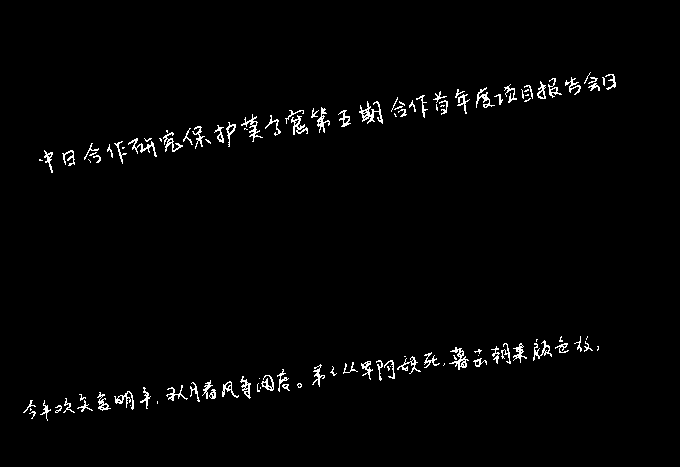 中日合作研究保护莫高窟第五期合作首年度项目报告会日
今年欢笑复明年,秋月春风等闲度。弟走从军阿姨死,暮去朝来颜色故,